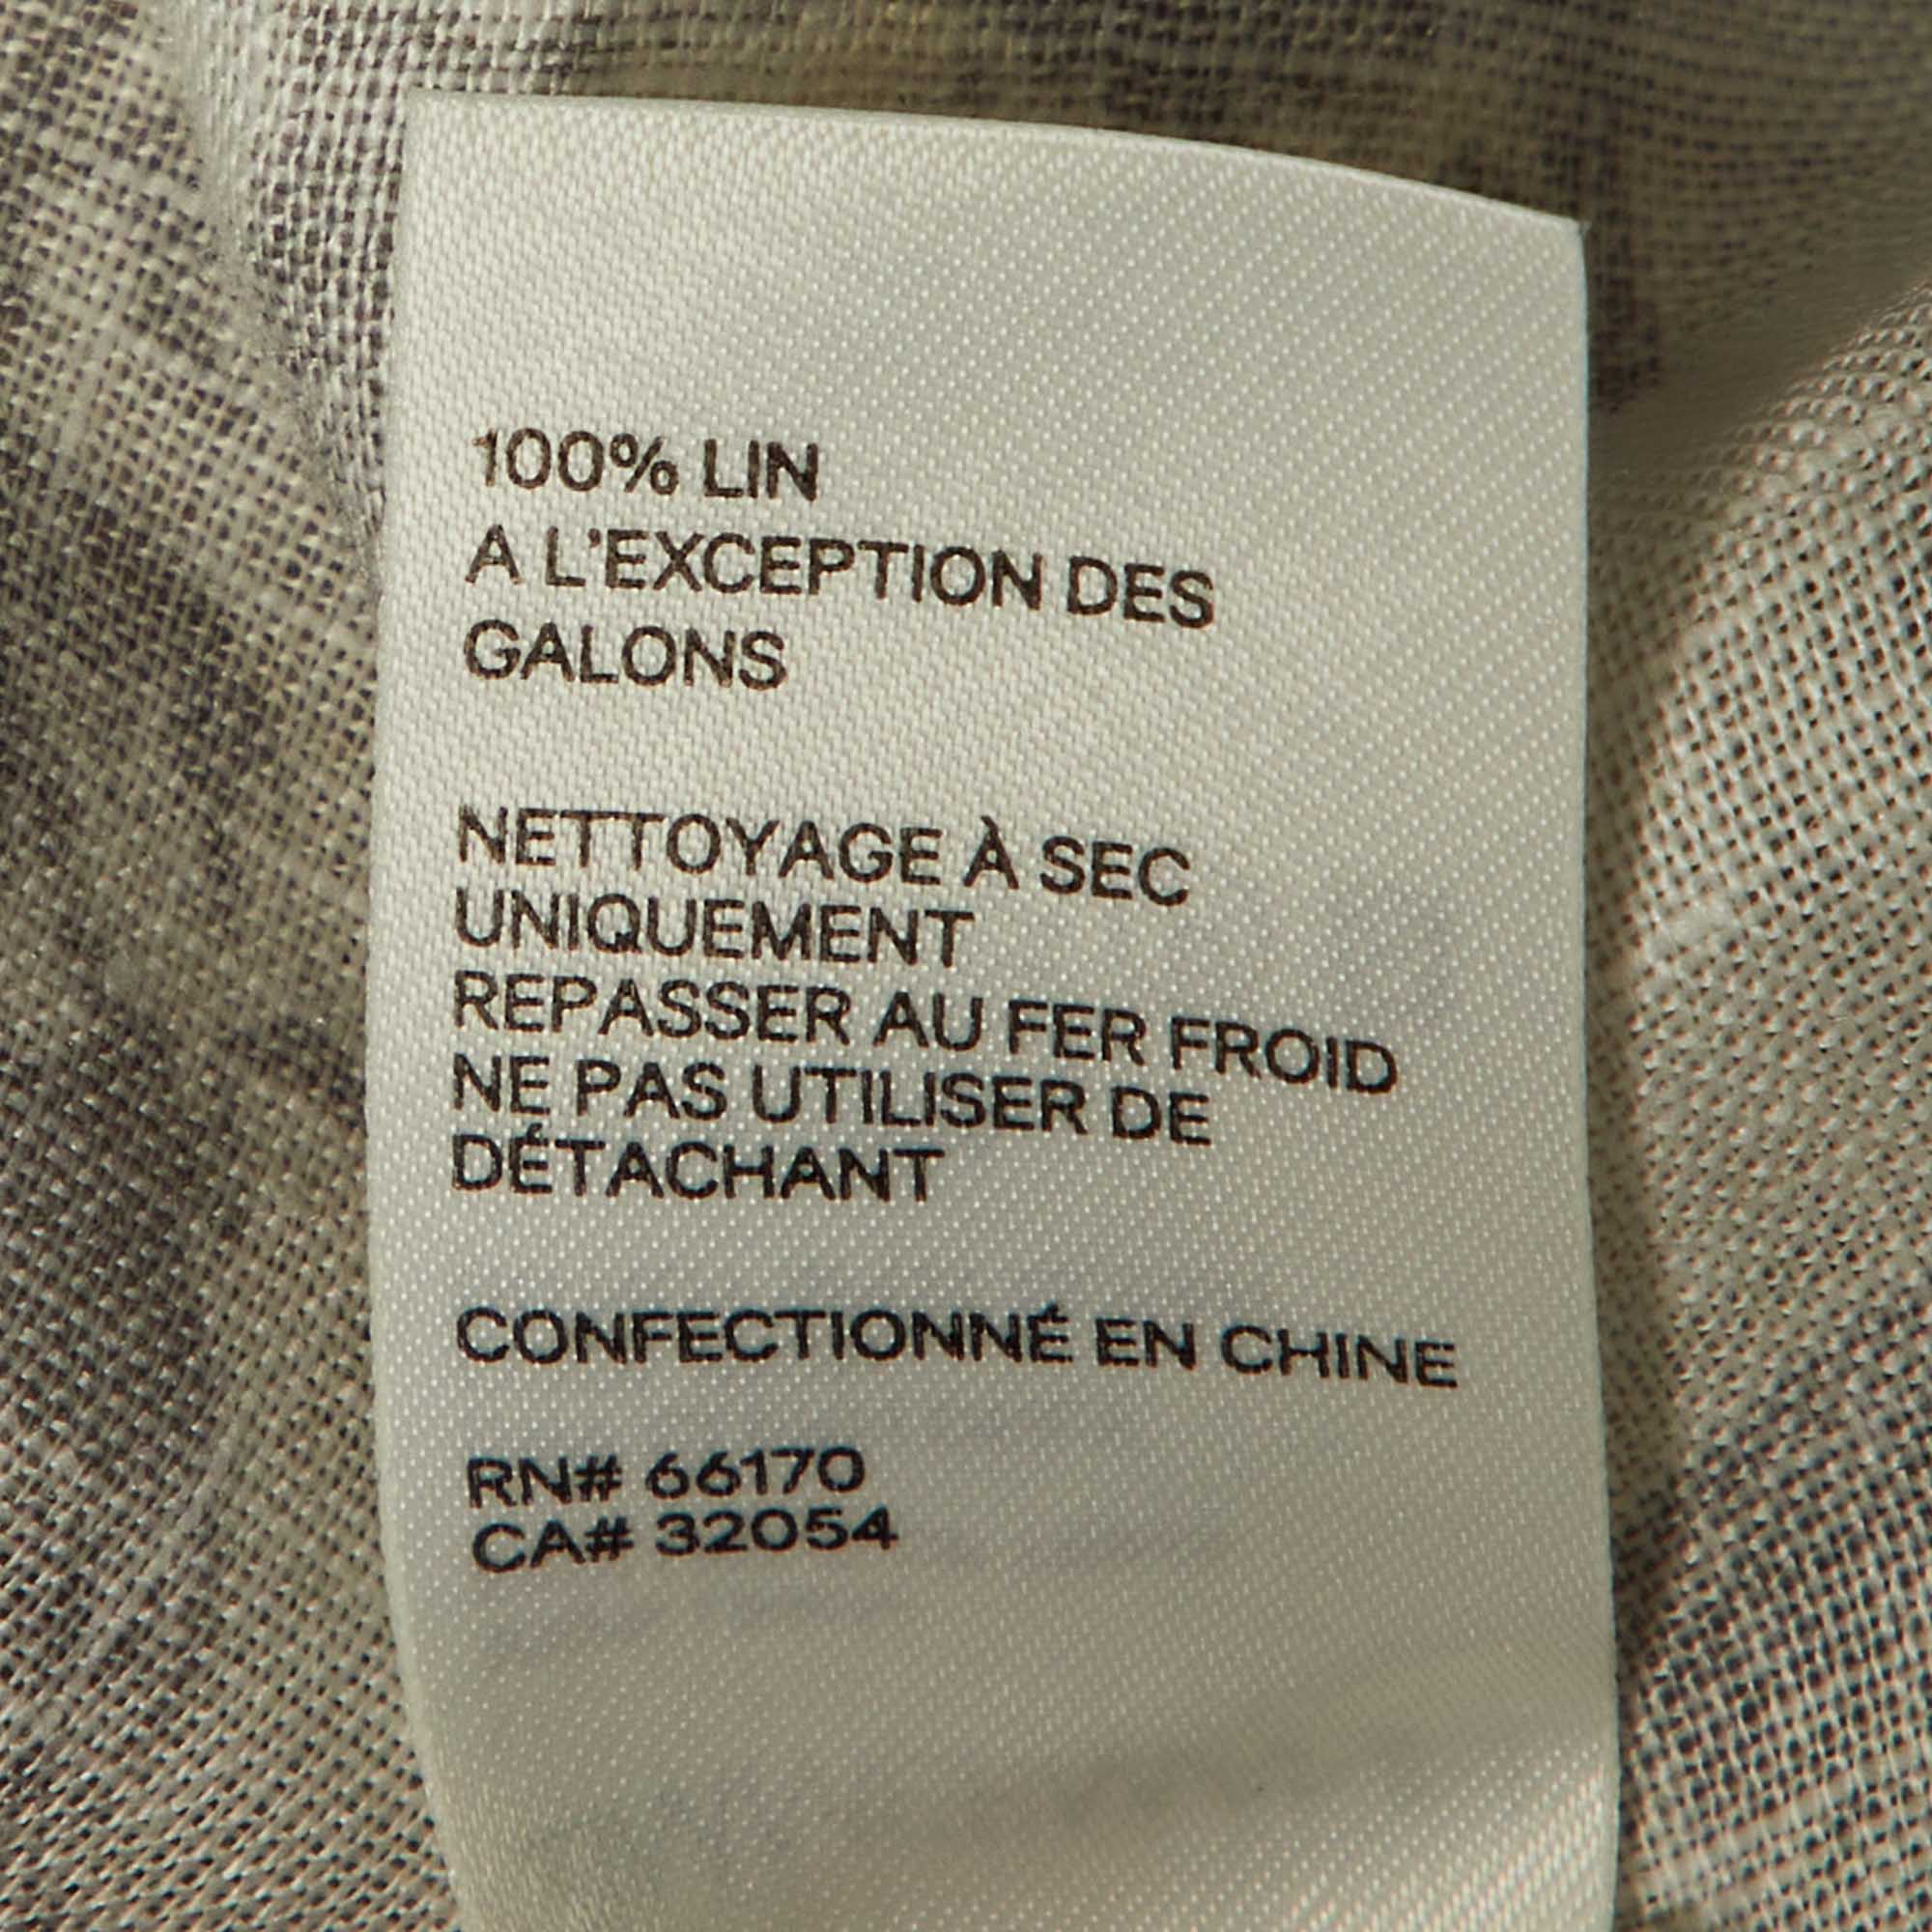 100% LIN
A L'EXCEPTION DES
GALONS
NETTOYAGE À SEC
UNIQUEMENT
REPASSER AU FER FROID
NE PAS UTILISER DE
DÉTACHANT
CONFECTIONNÉ EN CHINE
RN# 66170
CA# 32054